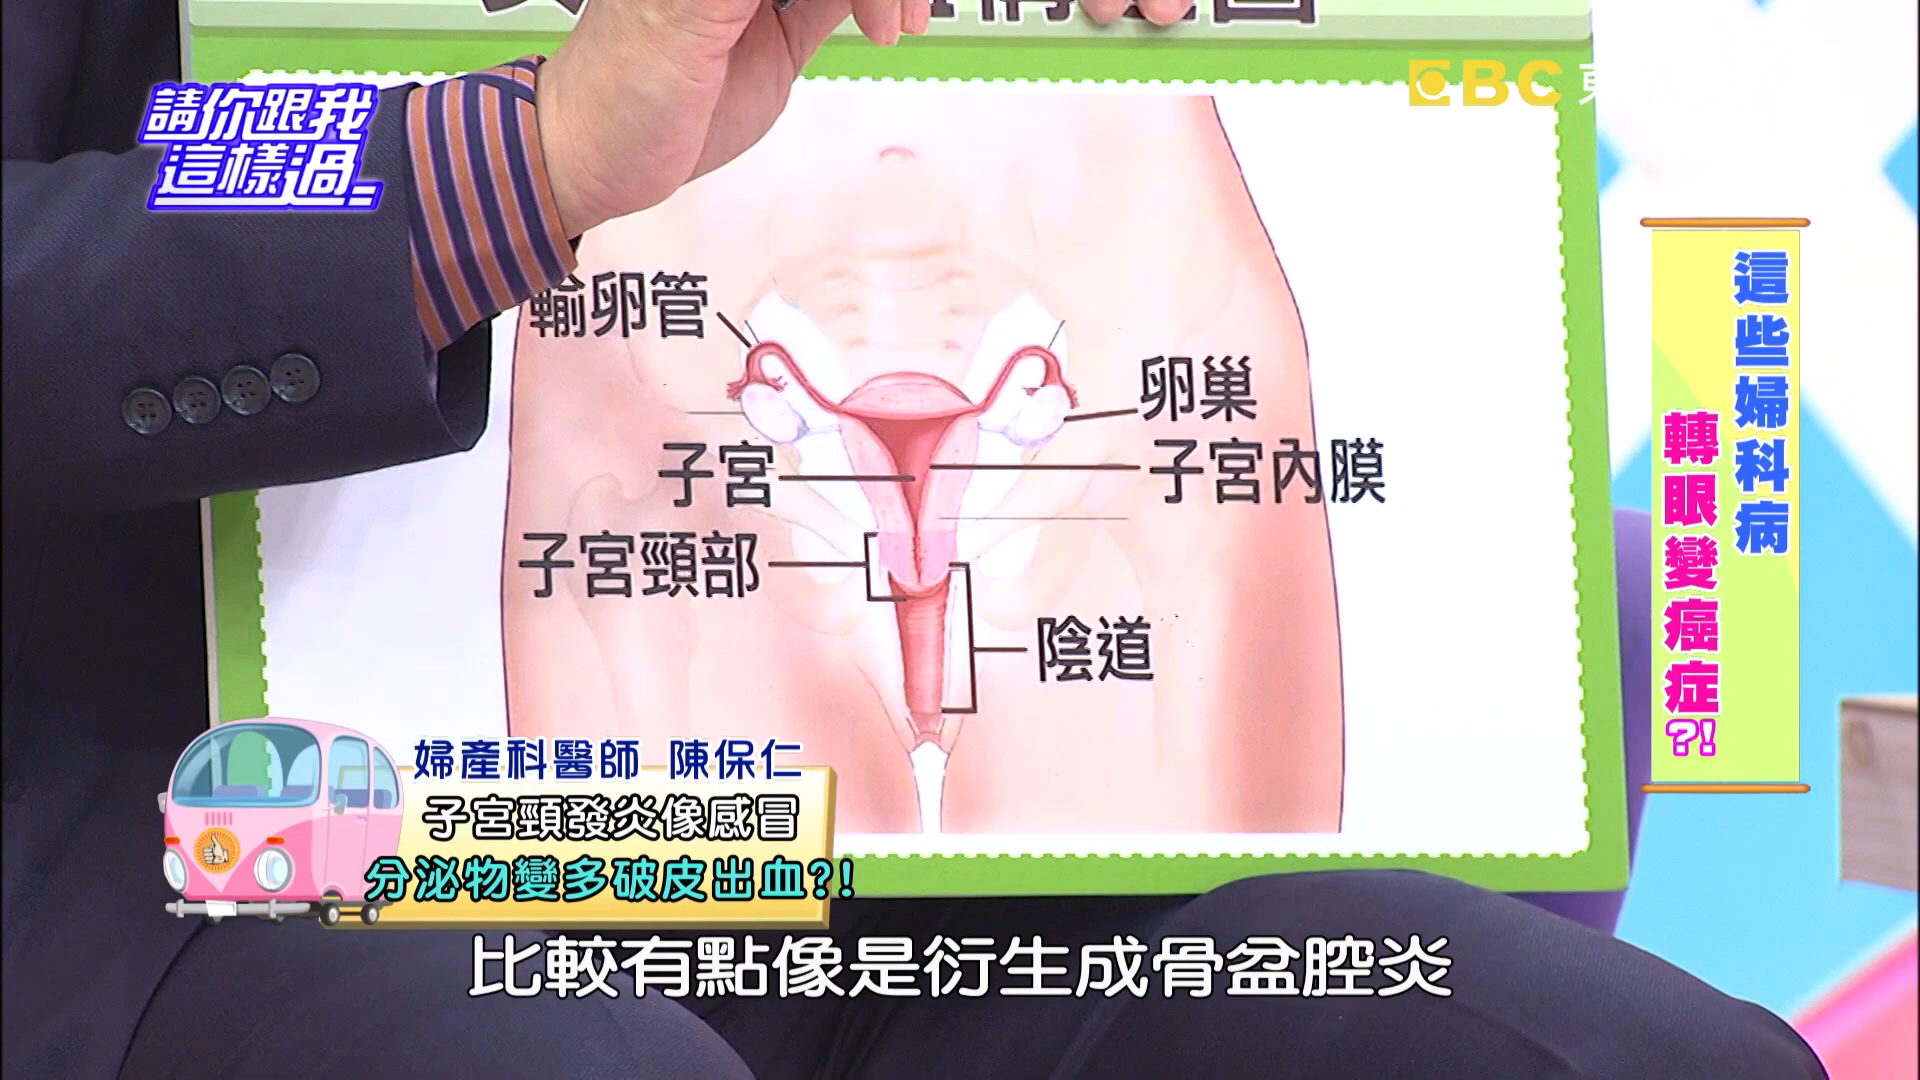 構造圖
EBC 東
請你跟我
這樣過
輸卵管
卵巢
子宮
子宮內膜
子宮頸部
陰道
這些婦科病
轉眼變癌症?!
婦產科醫師 陳保仁
子宮頸發炎像感冒
分泌物變多破皮出血?!
比較有點像是衍生成骨盆腔炎